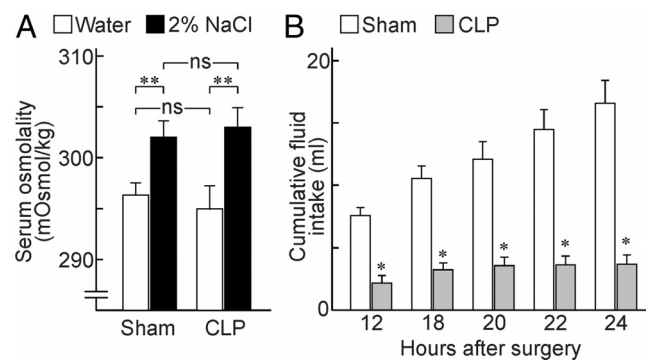 A
Water 2% NaCl
310
ns
** **
ns
300
290
Serum osmolality
(mOsmol/kg)
Sham CLP
B
Sham CLP
20
0
Cumulative fluid
intake (ml)
* * * * *
12 18 20 22 24
Hours after surgery